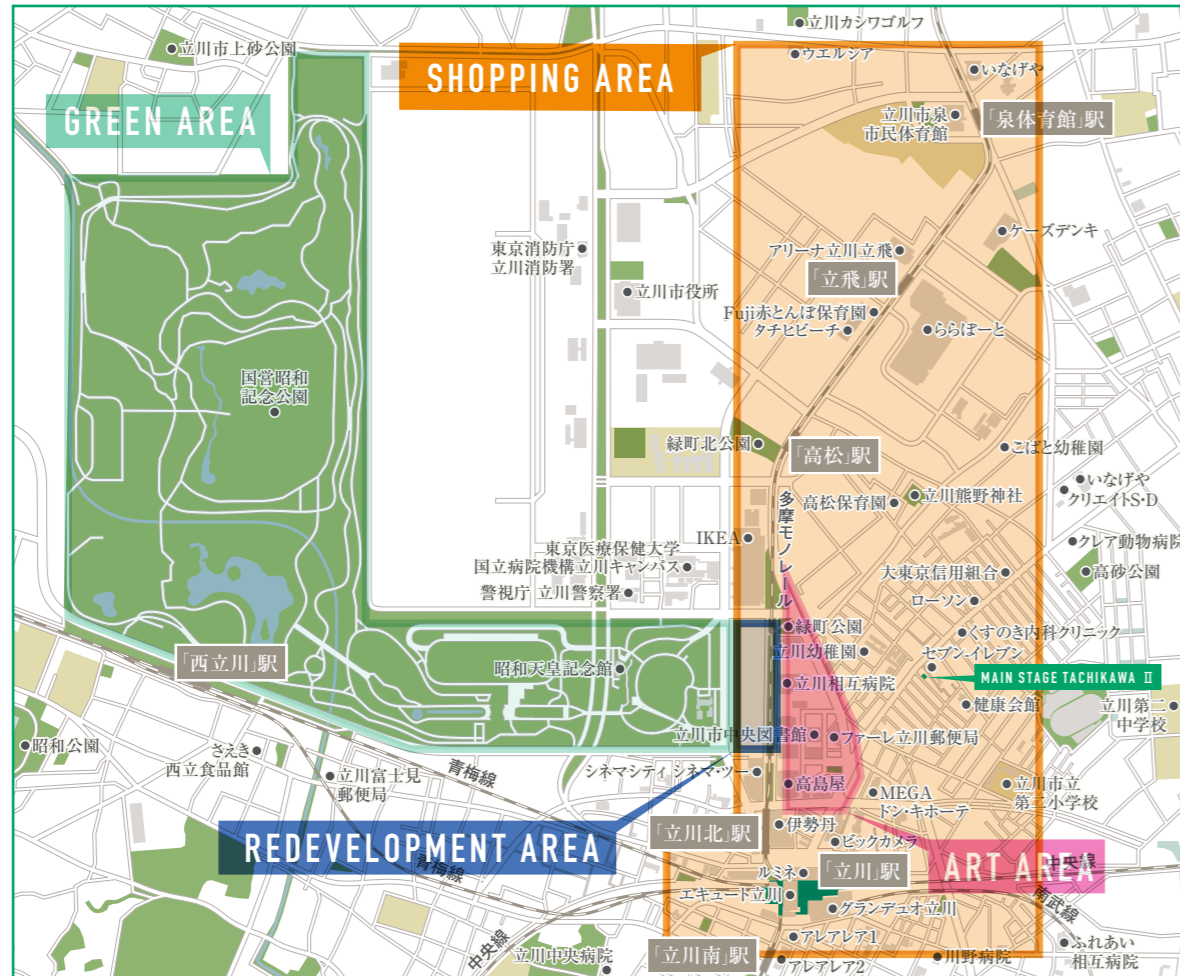 立川カシワゴルフ
立川市上砂公園
ウエルシア
SHOPPING AREA
いなげや
GREEN AREA
立川市泉
市民体育館
「泉体育館」駅
ケーズデンキ
東京消防庁
立川消防署
アリーナ立川立飛
「立飛」駅
立川市役所
Fuji赤とんぼ保育園
タチヒビーチ
ららぽーと
国営昭和
記念公園
緑町北公園
「高松」駅
こばと幼稚園
いなげや
クリエイトS・D
高松保育園
立川熊野神社
多摩モノレール
IKEA
東京医療保健大学
国立病院機構立川キャンパス
クレア動物病院
大東京信用組合
高砂公園
警視庁 立川警察署
ローソン
緑町公園
くすのき内科クリニック
立川幼稚園
セブンイレブン
「西立川」駅
昭和天皇記念館
立川相互病院
MAIN STAGE TACHIKAWA Ⅱ
健康会館
立川第二
中学校
立川市中央図書館
ファーレ立川郵便局
昭和公園
さえき
西立食品館
立川富士見
郵便局
青梅線
シネマシティ シネマ・ツー
高島屋
MEGA
ドン・キホーテ
立川市立
第二小学校
REDEVELOPMENT AREA
「立川北」駅
伊勢丹
ビックカメラ
青梅線
ルミネ
「立川」駅
ART AREA
中央線
エキュート立川
グランデュオ立川
南武線
中央線
立川中央病院
「立川南」駅
アレアレア1
アレアレア2
川野病院
ふれあい
相互病院